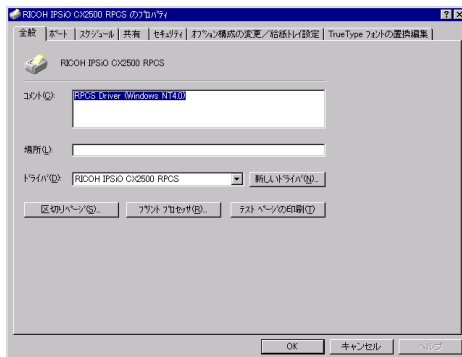 RICOH IPSiO CX2500 RPCS のプロパティ
全般 ポート スケジュール 共有 セキュリティ オプション構成の変更/給紙トレイ設定 TrueType フォントの置換編集
RICOH IPSiO CX2500 RPCS
コメント(C): RPCS Driver (Windows NT4.0)
場所(L):
ドライバ(D): RICOH IPSiO CX2500 RPCS 新しいドライバ(N)...
区切りページ(S)... プリント プロセッサ(R)... テスト ページの印刷(T)
OK キャンセル ヘルプ